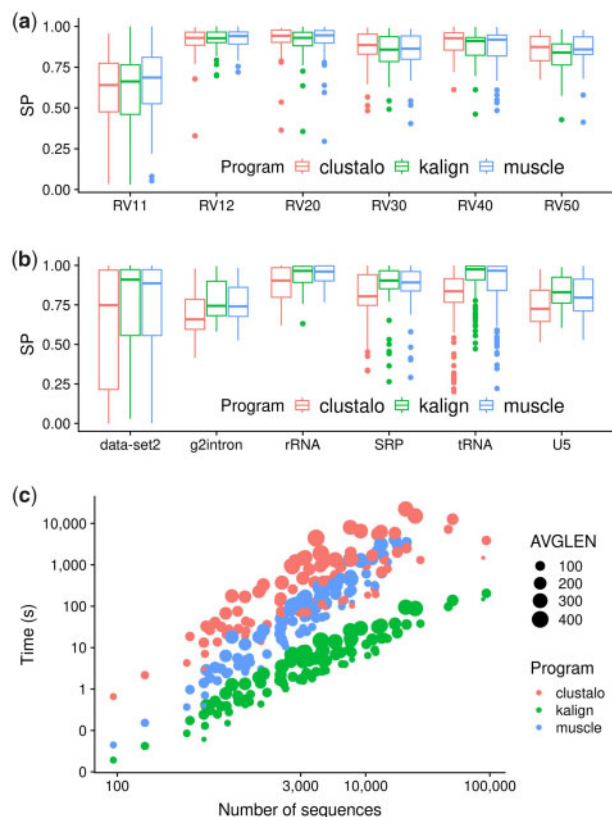 (a)
SP
1.00
0.75
0.50
0.25
0.00
Program clustalo kalign muscle
RV11 RV12 RV20 RV30 RV40 RV50
(b)
SP
1.00
0.75
0.50
0.25
0.00
Program clustalo kalign muscle
data-set2 g2intron rRNA SRP tRNA U5
(c)
Time (s)
10,000
1,000
100
10
1
0
0
100 3,000 10,000 100,000
Number of sequences
AVGLEN
100
200
300
400
Program
clustalo
kalign
muscle